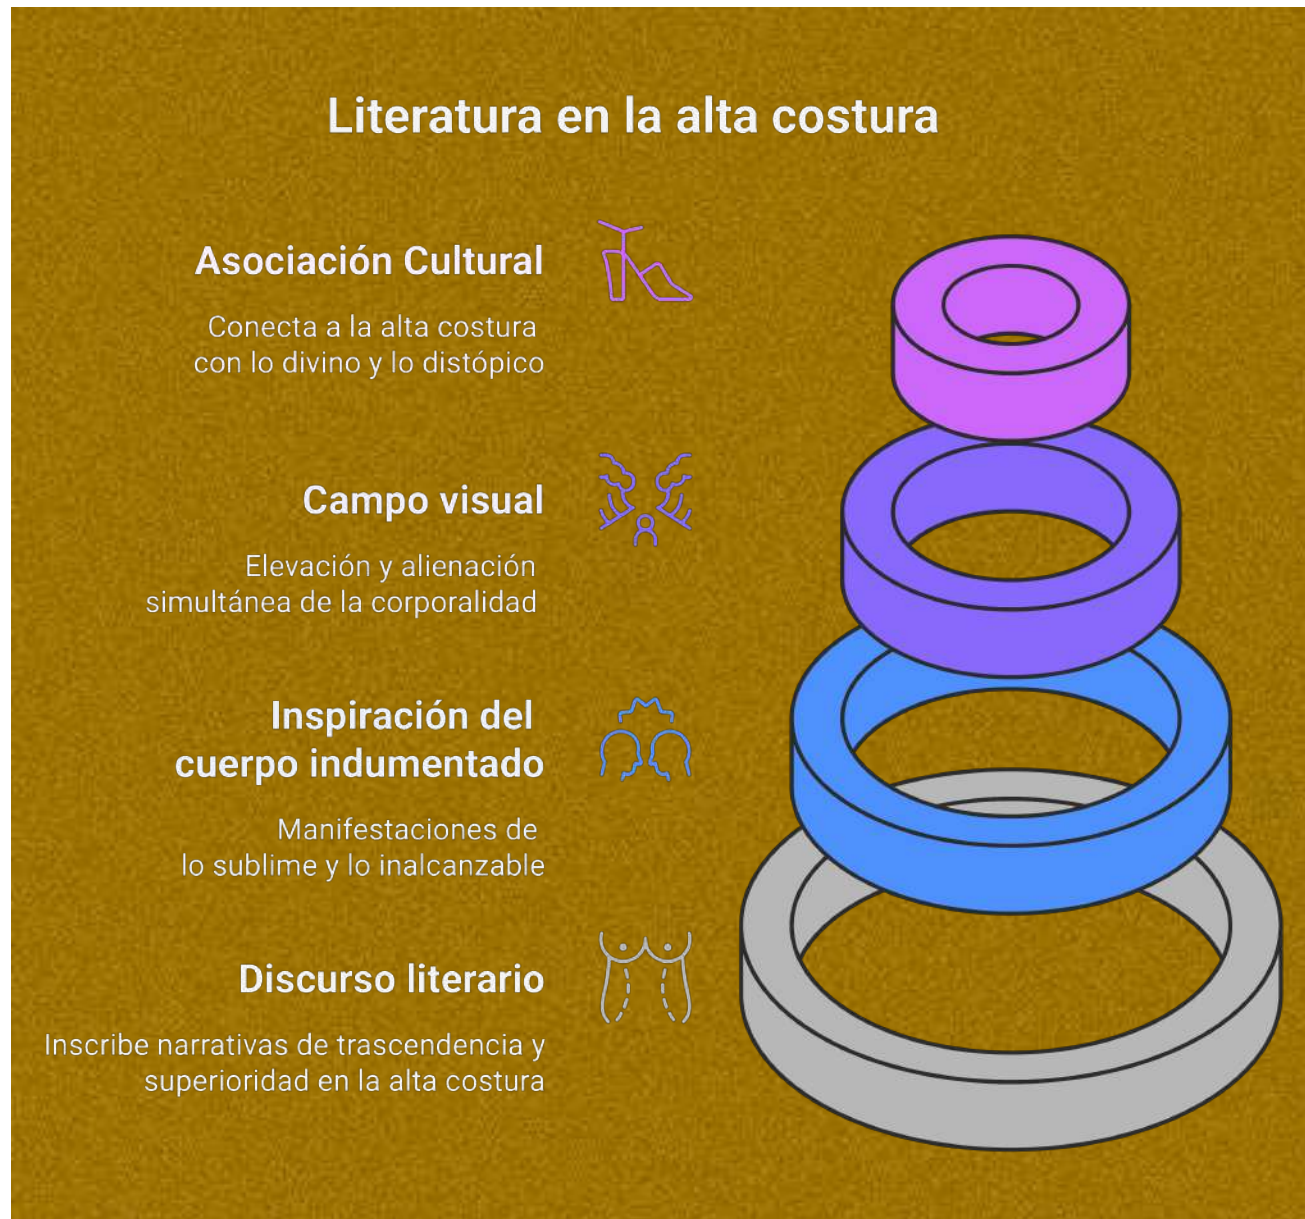 Literatura en la alta costura
Asociación Cultural
Conecta a la alta costura
con lo divino y lo distópico
Campo visual
Elevación y alienación
simultánea de la corporalidad
Inspiración del
cuerpo indumentado
Manifestaciones de
lo sublime y lo inalcanzable
Discurso literario
Inscribe narrativas de trascendencia y
superioridad en la alta costura